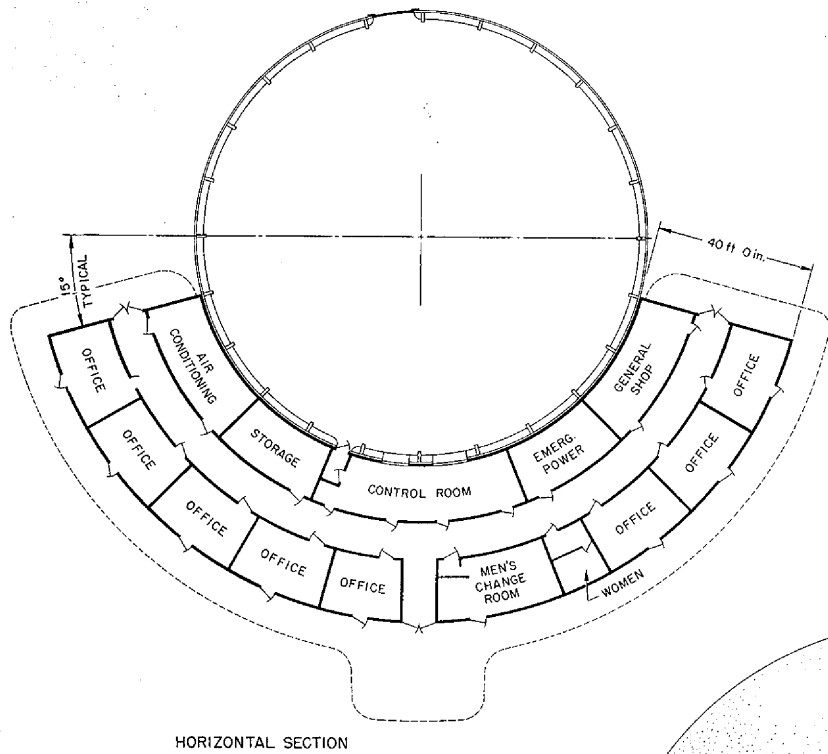 40 ft 0 in.
15°
TYPICAL
OFFICE
AIR
CONDITIONING
GENERAL
SHOP
OFFICE
OFFICE
STORAGE
EMERG.
POWER
OFFICE
CONTROL ROOM
OFFICE
OFFICE
OFFICE
OFFICE
MEN'S
CHANGE
ROOM
WOMEN
HORIZONTAL SECTION